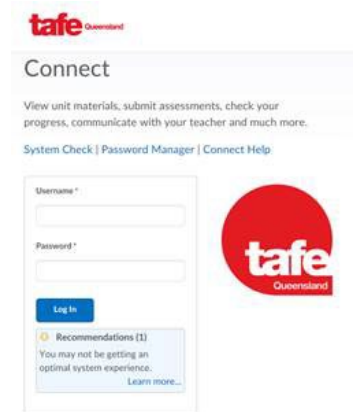 tafe Queensland
Connect
View unit materials, submit assessments, check your
progress, communicate with your teacher and much more.
System Check | Password Manager | Connect Help
Username *
Password *
Log In
Recommendations (1)
You may not be getting an
optimal system experience.
Learn more...
tafe
Queensland